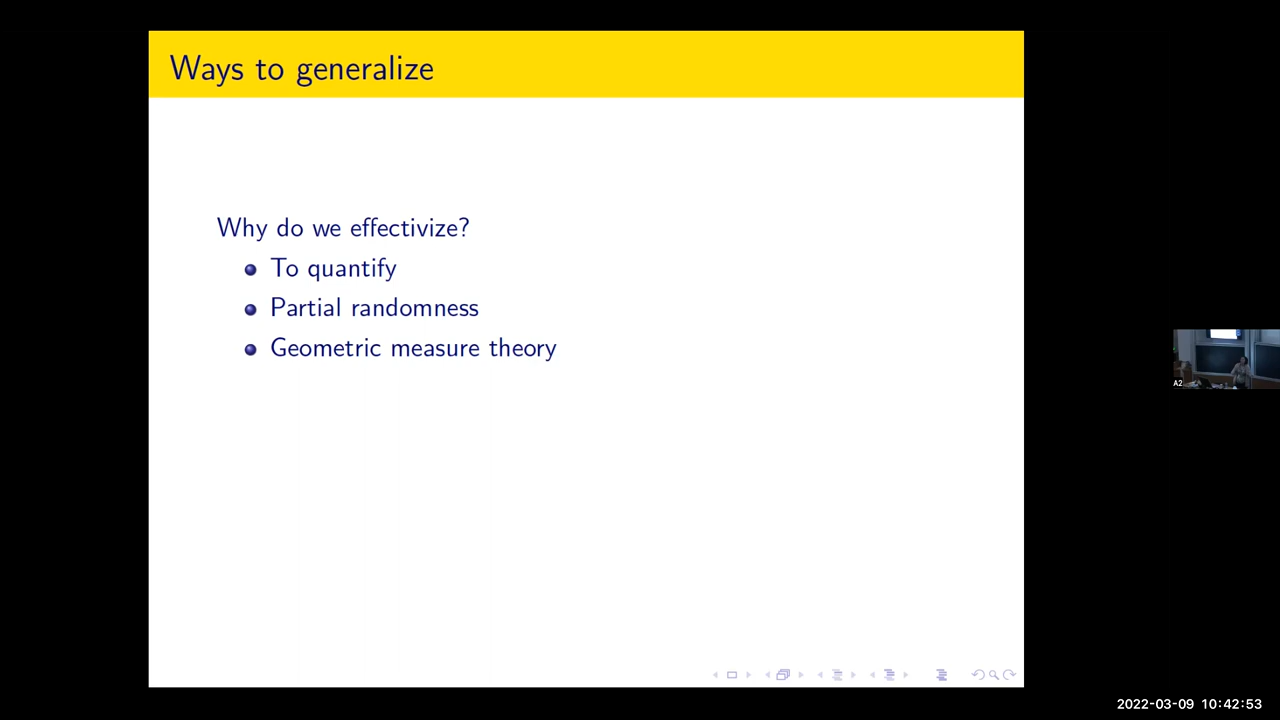 Ways to generalize
Why do we effectivize?
To quantify
Partial randomness
Geometric measure theory
A2
2022-03-09 10:42:53